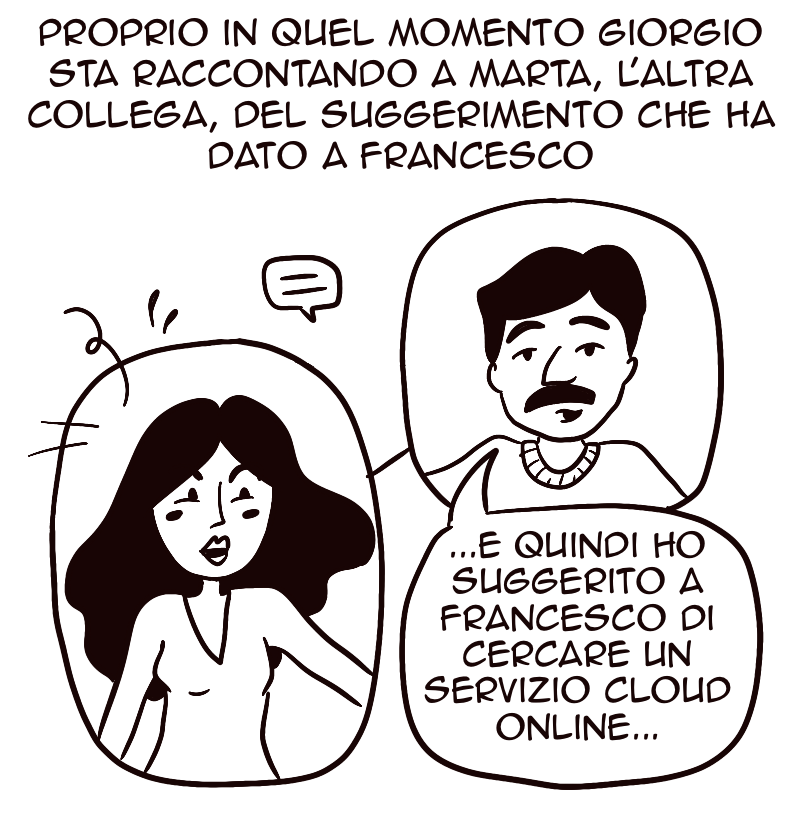 PROPRIO IN QUEL MOMENTO GIORGIO
STA RACCONTANDO A MARTA, L'ALTRA
COLLEGA, DEL SUGGERIMENTO CHE HA
DATO A FRANCESCO
...E QUINDI HO
SUGGERITO A
FRANCESCO DI
CERCARE UN
SERVIZIO CLOUD
ONLINE...